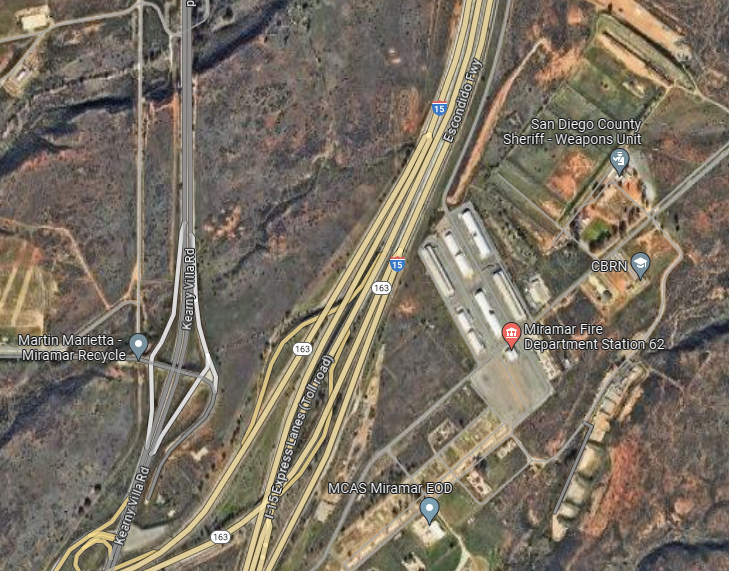 15
Escondido Fwy
San Diego County
Sheriff - Weapons Unit
Kearny Villa Rd
15
CBRN
163
Martin Marietta -
Miramar Recycle
163
Miramar Fire
Department Station 62
I-15 Express Lanes (Toll road)
Kearny Villa Rd
MCAS Miramar EOD
163